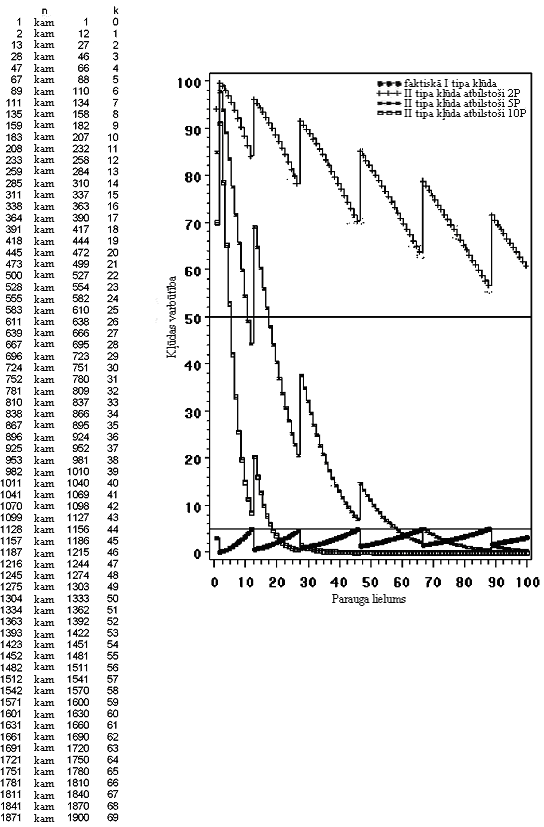 n k
1 kam 1 0
2 kam 12 1
13 kam 27 2
28 kam 46 3
47 kam 66 4
67 kam 88 5
89 kam 110 6
111 kam 134 7
135 kam 158 8
159 kam 182 9
183 kam 207 10
208 kam 232 11
233 kam 258 12
259 kam 284 13
285 kam 310 14
311 kam 337 15
338 kam 363 16
364 kam 390 17
391 kam 417 18
418 kam 444 19
445 kam 472 20
473 kam 499 21
500 kam 527 22
528 kam 554 23
555 kam 582 24
583 kam 610 25
611 kam 638 26
639 kam 666 27
667 kam 695 28
696 kam 723 29
724 kam 751 30
752 kam 780 31
781 kam 809 32
810 kam 837 33
838 kam 866 34
867 kam 895 35
896 kam 924 36
925 kam 952 37
953 kam 981 38
982 kam 1010 39
1011 kam 1040 40
1041 kam 1069 41
1070 kam 1098 42
1099 kam 1127 43
1128 kam 1156 44
1157 kam 1186 45
1187 kam 1215 46
1216 kam 1244 47
1245 kam 1274 48
1275 kam 1303 49
1304 kam 1333 50
1334 kam 1362 51
1363 kam 1392 52
1393 kam 1422 53
1423 kam 1451 54
1452 kam 1481 55
1482 kam 1511 56
1512 kam 1541 57
1542 kam 1570 58
1571 kam 1600 59
1601 kam 1630 60
1631 kam 1660 61
1661 kam 1690 62
1691 kam 1720 63
1721 kam 1750 64
1751 kam 1780 65
1781 kam 1810 66
1811 kam 1840 67
1841 kam 1870 68
1871 kam 1900 69
faktiskā I tipa kļūda
II tipa kļūda atbilstoši 2P
II tipa kļūda atbilstoši 5P
II tipa kļūda atbilstoši 10P
Kļūdas varbūtība
100
90
80
70
60
50
40
30
20
10
0
0 10 20 30 40 50 60 70 80 90 100
Parauga lielums